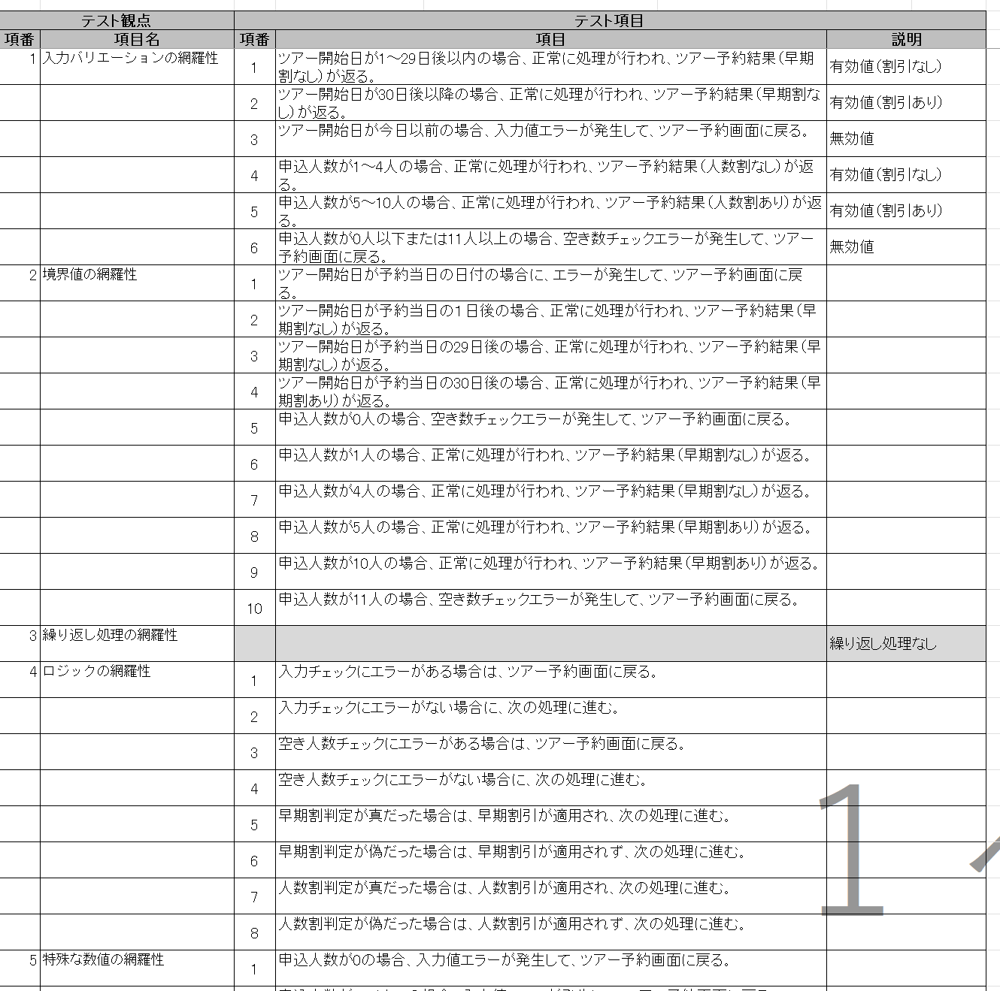 テスト観点 テスト項目
項番 項目名 項番 項目 説明
1 入力バリエーションの網羅性 1 ツアー開始日が1～29日後以内の場合、正常に処理が行われ、ツアー予約結果(早期
割なし)が返る。 有効値(割引なし)
2 ツアー開始日が30日後以降の場合、正常に処理が行われ、ツアー予約結果(早期割な
し)が返る。 有効値(割引あり)
3 ツアー開始日が今日以前の場合、入力値エラーが発生して、ツアー予約画面に戻る。 無効値
4 申込人数が1～4人の場合、正常に処理が行われ、ツアー予約結果(人数割なし)が返
る。 有効値(割引なし)
5 申込人数が5～10人の場合、正常に処理が行われ、ツアー予約結果(人数割あり)が返
る。 有効値(割引あり)
6 申込人数が0人以下または11人以上の場合、空き数チェックエラーが発生して、ツアー
予約画面に戻る。 無効値
2 境界値の網羅性 1 ツアー開始日が予約当日の日付の場合に、エラーが発生して、ツアー予約画面に戻
る。
2 ツアー開始日が予約当日の１日後の場合、正常に処理が行われ、ツアー予約結果(早
期割なし)が返る。
3 ツアー開始日が予約当日の29日後の場合、正常に処理が行われ、ツアー予約結果(早
期割なし)が返る。
4 ツアー開始日が予約当日の30日後の場合、正常に処理が行われ、ツアー予約結果(早
期割あり)が返る。
5 申込人数が0人の場合、空き数チェックエラーが発生して、ツアー予約画面に戻る。
6 申込人数が1人の場合、正常に処理が行われ、ツアー予約結果(早期割なし)が返る。
7 申込人数が4人の場合、正常に処理が行われ、ツアー予約結果(早期割なし)が返る。
8 申込人数が5人の場合、正常に処理が行われ、ツアー予約結果(早期割あり)が返る。
9 申込人数が10人の場合、正常に処理が行われ、ツアー予約結果(早期割あり)が返る。
10 申込人数が11人の場合、空き数チェックエラーが発生して、ツアー予約画面に戻る。
3 繰り返し処理の網羅性 繰り返し処理なし
4 ロジックの網羅性 1 入力チェックにエラーがある場合は、ツアー予約画面に戻る。
2 入力チェックにエラーがない場合に、次の処理に進む。
3 空き人数チェックにエラーがある場合は、ツアー予約画面に戻る。
4 空き人数チェックにエラーがない場合に、次の処理に進む。
5 早期割判定が真だった場合は、早期割引が適用され、次の処理に進む。
6 早期割判定が偽だった場合は、早期割引が適用されず、次の処理に進む。
7 人数割判定が真だった場合は、人数割引が適用され、次の処理に進む。
8 人数割判定が偽だった場合は、人数割引が適用されず、次の処理に進む。
1
5 特殊な数値の網羅性 1 申込人数が0の場合、入力値エラーが発生して、ツアー予約画面に戻る。